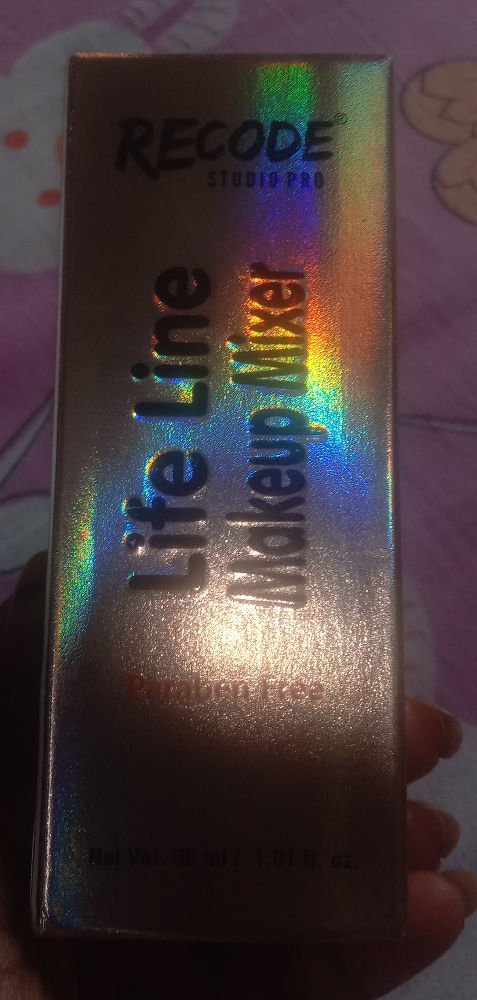 RECODE®
STUDIO PRO
Life Line
Makeup Mixer
Paraben Free
Net Vol. 30 ml / 1.01 fl. oz.